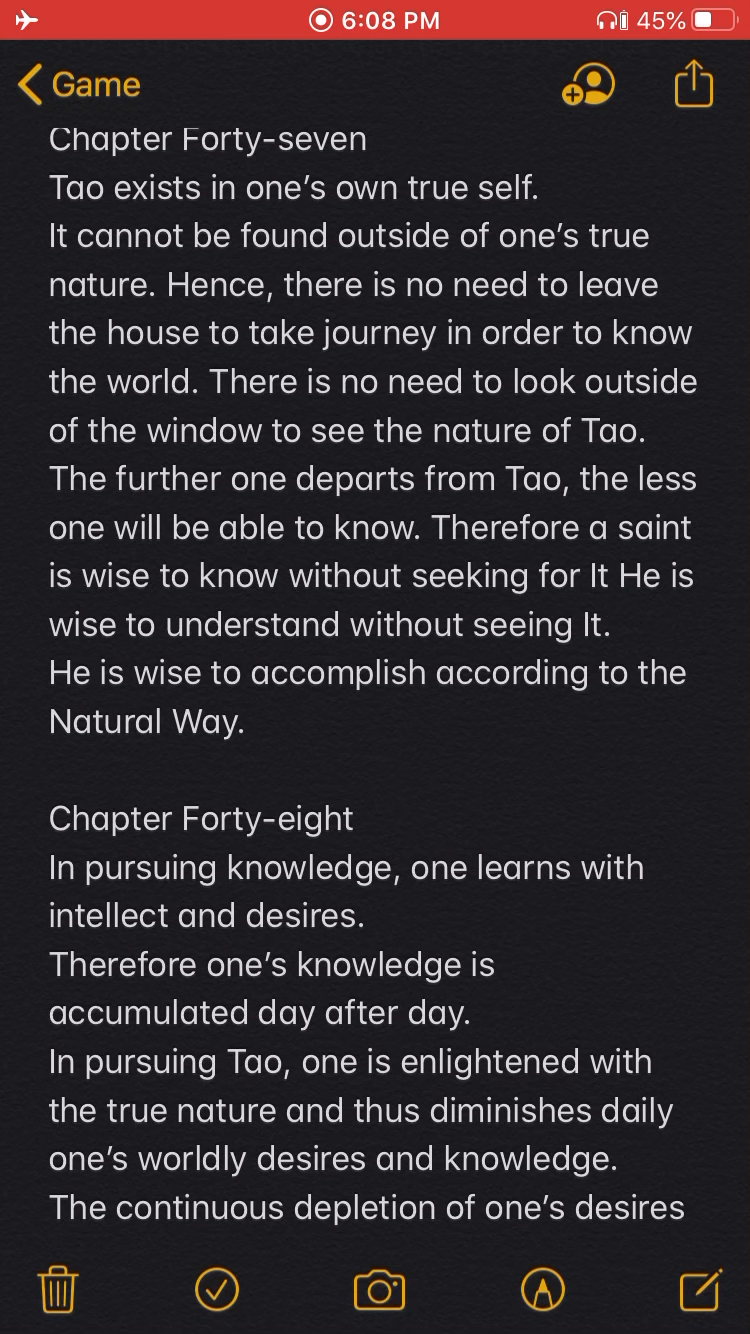 6:08 PM
45%
Game
Chapter Forty-seven
Tao exists in one’s own true self.
It cannot be found outside of one’s true
nature. Hence, there is no need to leave
the house to take journey in order to know
the world. There is no need to look outside
of the window to see the nature of Tao.
The further one departs from Tao, the less
one will be able to know. Therefore a saint
is wise to know without seeking for It He is
wise to understand without seeing It.
He is wise to accomplish according to the
Natural Way.
Chapter Forty-eight
In pursuing knowledge, one learns with
intellect and desires.
Therefore one’s knowledge is
accumulated day after day.
In pursuing Tao, one is enlightened with
the true nature and thus diminishes daily
one’s worldly desires and knowledge.
The continuous depletion of one’s desires